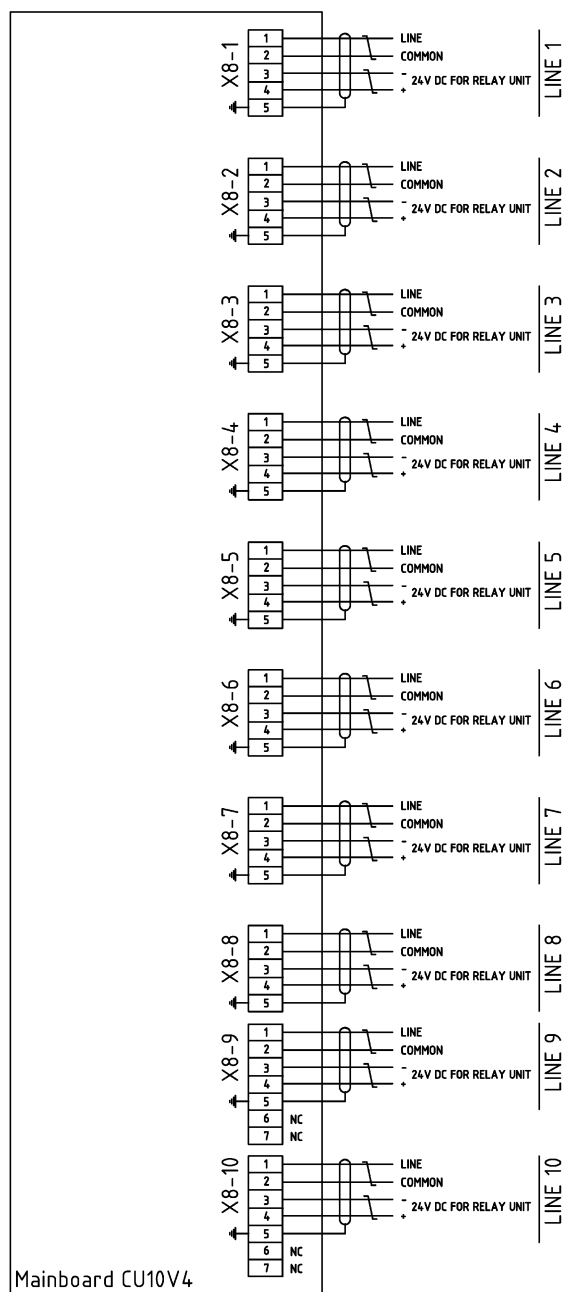 X8-1
1 LINE
2 COMMON
3 -
24V DC FOR RELAY UNIT
4 +
5
LINE 1
X8-2
1 LINE
2 COMMON
3 -
24V DC FOR RELAY UNIT
4 +
5
LINE 2
X8-3
1 LINE
2 COMMON
3 -
24V DC FOR RELAY UNIT
4 +
5
LINE 3
X8-4
1 LINE
2 COMMON
3 -
24V DC FOR RELAY UNIT
4 +
5
LINE 4
X8-5
1 LINE
2 COMMON
3 -
24V DC FOR RELAY UNIT
4 +
5
LINE 5
X8-6
1 LINE
2 COMMON
3 -
24V DC FOR RELAY UNIT
4 +
5
LINE 6
X8-7
1 LINE
2 COMMON
3 -
24V DC FOR RELAY UNIT
4 +
5
LINE 7
X8-8
1 LINE
2 COMMON
3 -
24V DC FOR RELAY UNIT
4 +
5
LINE 8
X8-9
1 LINE
2 COMMON
3 -
24V DC FOR RELAY UNIT
4 +
5
6 NC
7 NC
LINE 9
X8-10
1 LINE
2 COMMON
3 -
24V DC FOR RELAY UNIT
4 +
5
6 NC
7 NC
LINE 10
Mainboard CU10V4